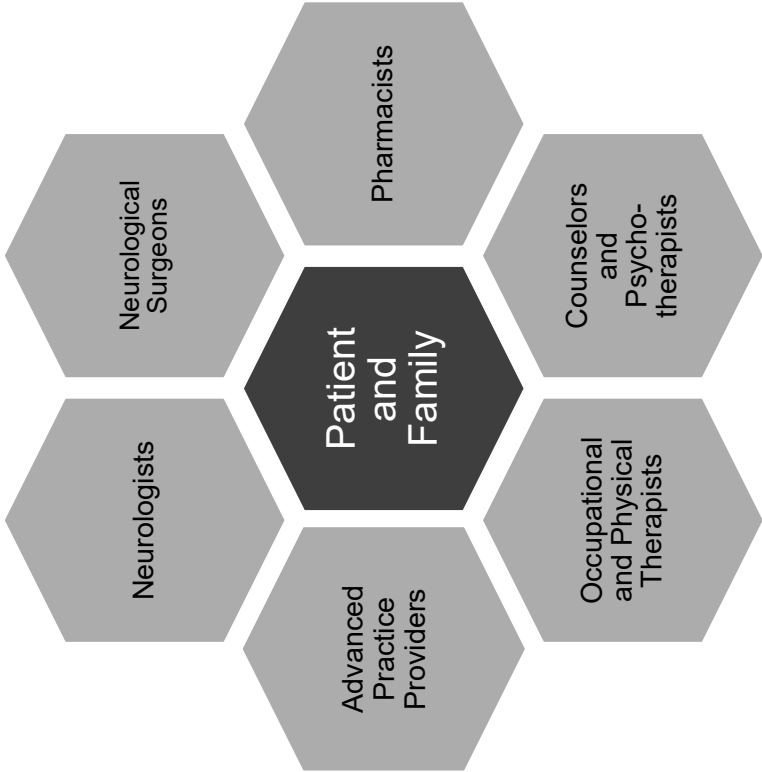 Neurologists
Neurological
Surgeons
Advanced
Practice
Providers
Patient
and
Family
Pharmacists
Occupational
and Physical
Therapists
Counselors
and
Psycho-
therapists